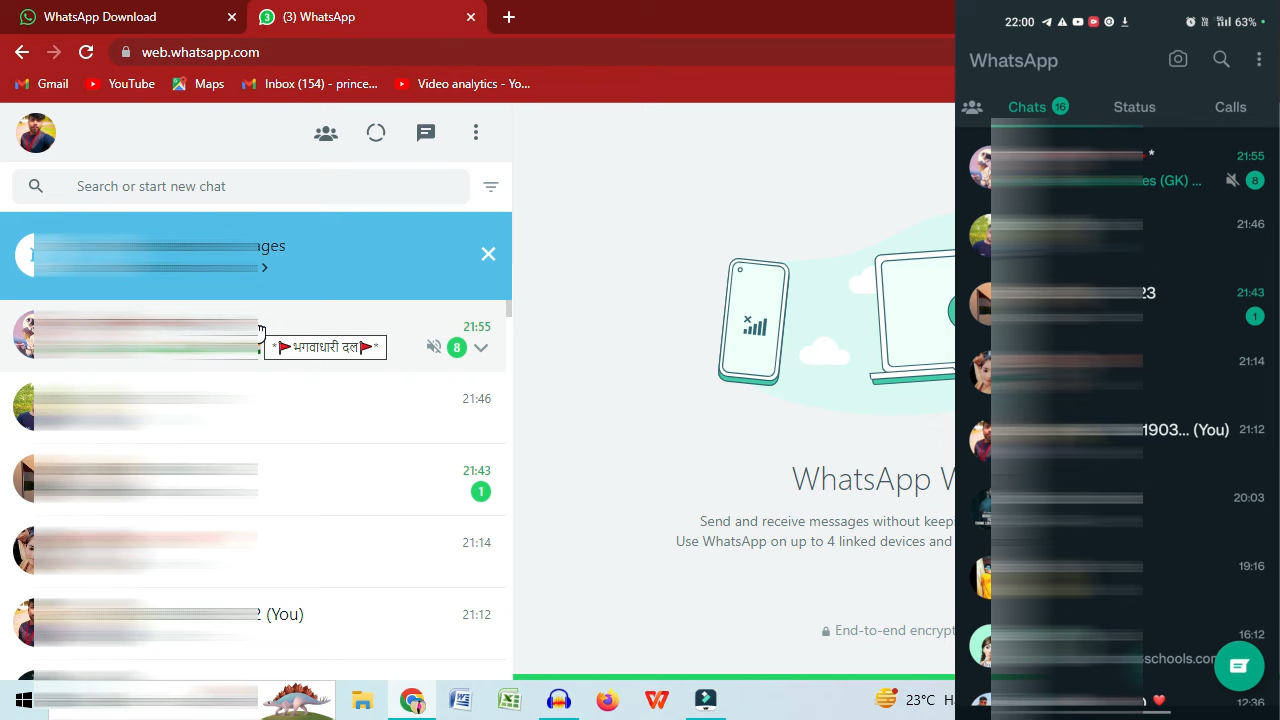 WhatsApp Download
3 (3) WhatsApp
web.whatsapp.com
Gmail YouTube Maps Inbox (154) - prince... Video analytics - Yo...
Search or start new chat
21:55
8
*🚩भगवाधारी दल🚩*
21:46
21:43
1
21:14
2 (You) 21:12
WhatsApp W
Send and receive messages without keep
Use WhatsApp on up to 4 linked devices and
End-to-end encrypt
23°C
22:00 63%
WhatsApp
Chats 16 Status Calls
* 21:55
es (GK) ... 8
21:46
23 21:43
1
21:14
1903... (You) 21:12
20:03
19:16
16:12
schools.con
❤️ 12:36